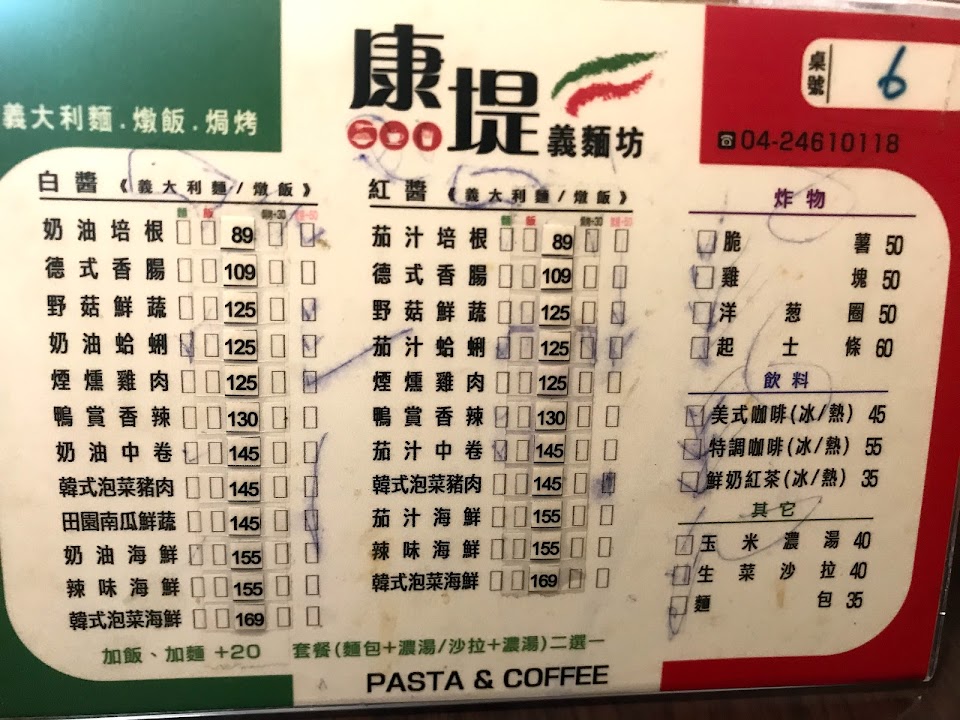 康堤義麵坊
義大利麵.燉飯.焗烤
桌號 6
☎04-24610118
白醬《義大利麵/燉飯》
麵 飯
奶油培根 89
德式香腸 109
野菇鮮蔬 125
奶油蛤蜊 125
煙燻雞肉 125
鴨賞香辣 130
奶油中卷 145
韓式泡菜豬肉 145
田園南瓜鮮蔬 145
奶油海鮮 155
辣味海鮮 155
韓式泡菜海鮮 169
紅醬《義大利麵/燉飯》
麵 飯
茄汁培根 89
德式香腸 109
野菇鮮蔬 125
茄汁蛤蜊 125
煙燻雞肉 125
鴨賞香辣 130
茄汁中卷 145
韓式泡菜豬肉 145
茄汁海鮮 155
辣味海鮮 155
韓式泡菜海鮮 169
炸物
脆薯 50
雞塊 50
洋葱圈 50
起士條 60
飲料
美式咖啡(冰/熱) 45
特調咖啡(冰/熱) 55
鮮奶紅茶(冰/熱) 35
其它
玉米濃湯 40
生菜沙拉 40
麵包 35
加飯、加麵 +20 套餐(麵包+濃湯/沙拉+濃湯)二選一
PASTA & COFFEE